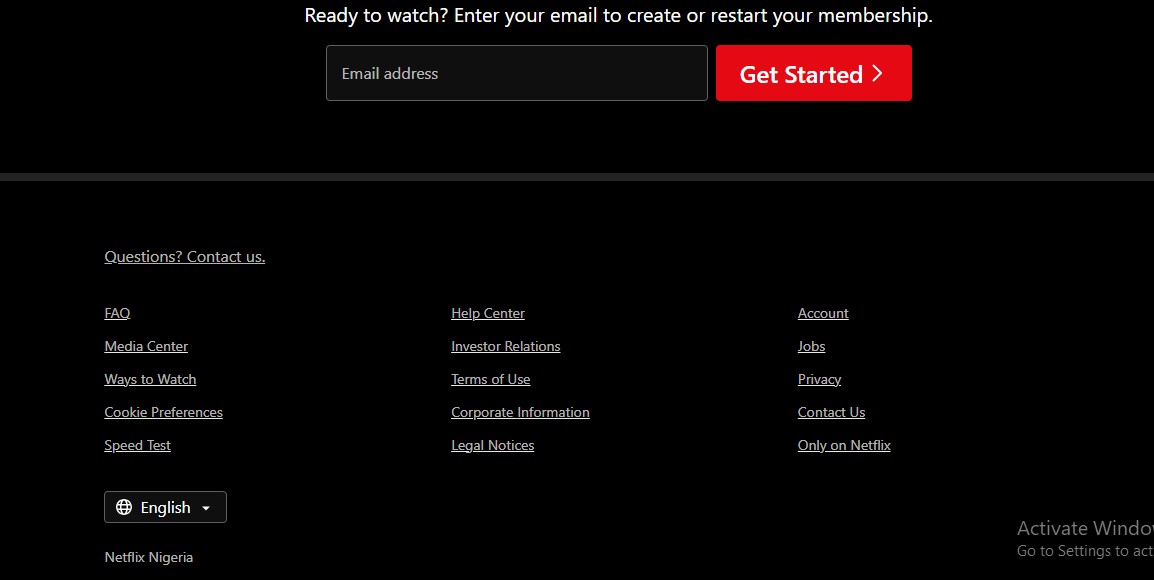 Ready to watch? Enter your email to create or restart your membership.
Email address
Get Started
Questions? Contact us.
FAQ
Help Center
Account
Media Center
Investor Relations
Jobs
Ways to Watch
Terms of Use
Privacy
Cookie Preferences
Corporate Information
Contact Us
Speed Test
Legal Notices
Only on Netflix
English
Netflix Nigeria
Activate Windo
Go to Settings to act